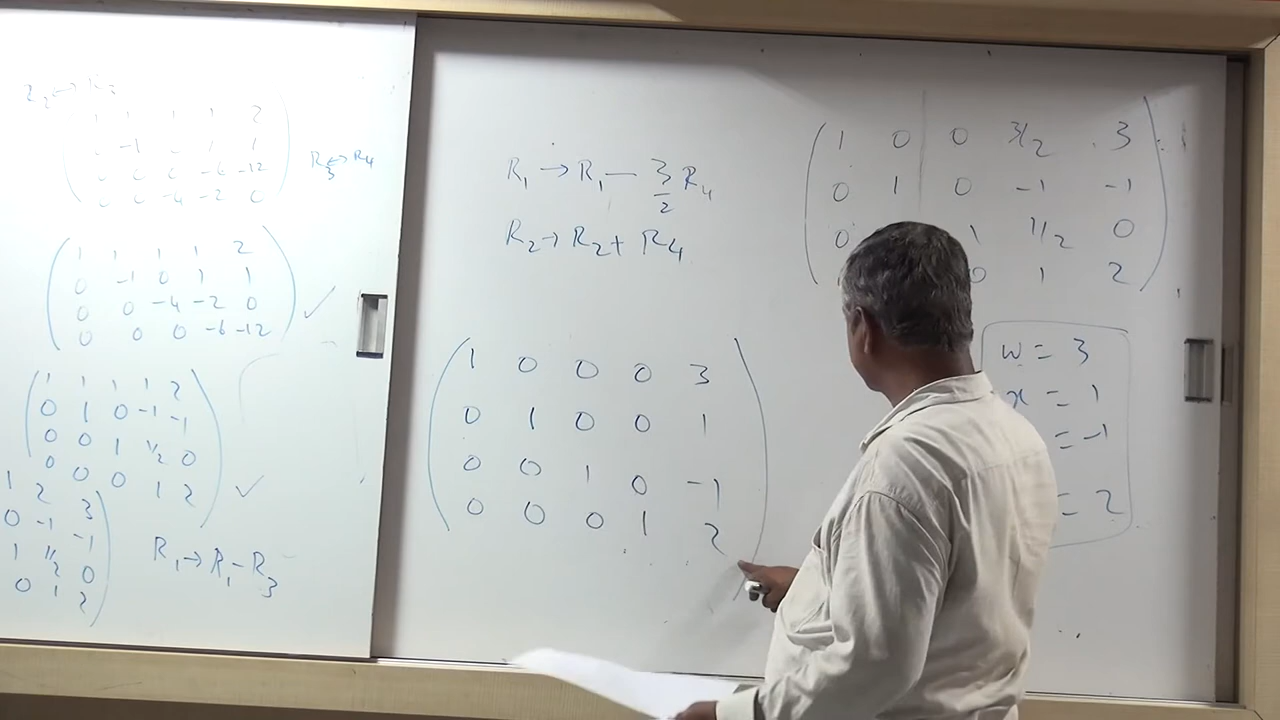 1 1 1 1 2
-1 1 1
0 0 -6 -12
0 0 -4 -2 0
R3 ↔ R4
1 1 1 1 2
0 -1 0 1 1
0 0 -4 -2 0
0 0 0 -6 -12
✓
1 1 1 1 2
0 1 0 -1 -1
0 0 1 1/2 0
0 0 0 1 2
✓
1 2 3
0 -1 -1
1 1/2 0
0 1 2
R1 → R1 - R3
R1 → R1 - 3/2 R4
R2 → R2 + R4
1 0 0 0 3
0 1 0 0 1
0 0 1 0 -1
0 0 0 1 2
1 0 0 3/2 3
0 1 0 -1 -1
0 1 1/2 0
0 1 2
w = 3
x = 1
= -1
= 2